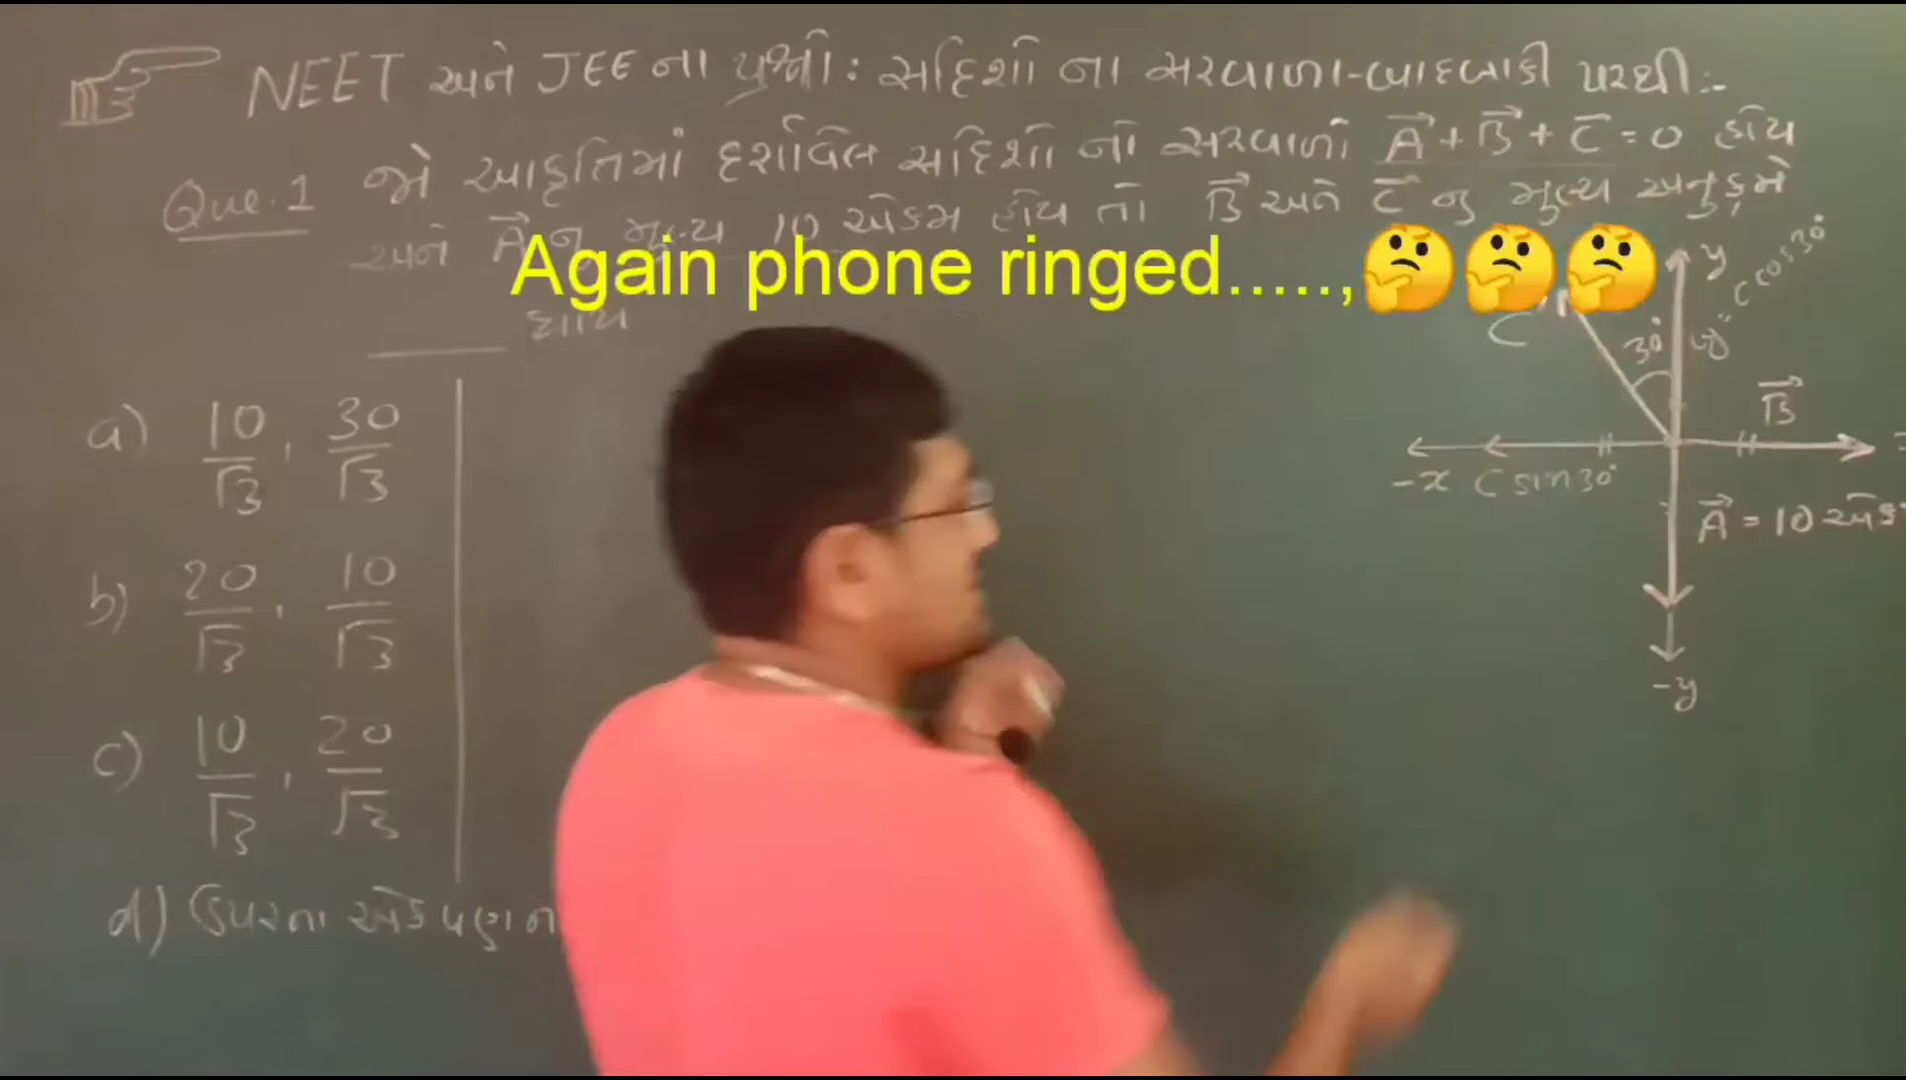 NEET અને JEE ના પ્રશ્નો : સદિશો ના સરવાળા-બાદબાકી પરથી :-
Que.1 જો આકૃતિમાં દર્શાવેલ સદિશો નો સરવાળો A⃗ + B⃗ + C⃗ = 0 હોય
અને A⃗ નુ મૂલ્ય 10 એકમ હોય તો B⃗ અને C⃗ નુ મુલ્ય અનુક્રમે
______ થાય
Again phone ringed.....,🤔🤔🤔
a) 10/√3 , 30/√3
b) 20/√3 , 10/√3
c) 10/√3 , 20/√3
d) ઉપરના એક પણ ન
y
C cos30°
C
30°
B⃗
-x C sin30°
A⃗ = 10
-y